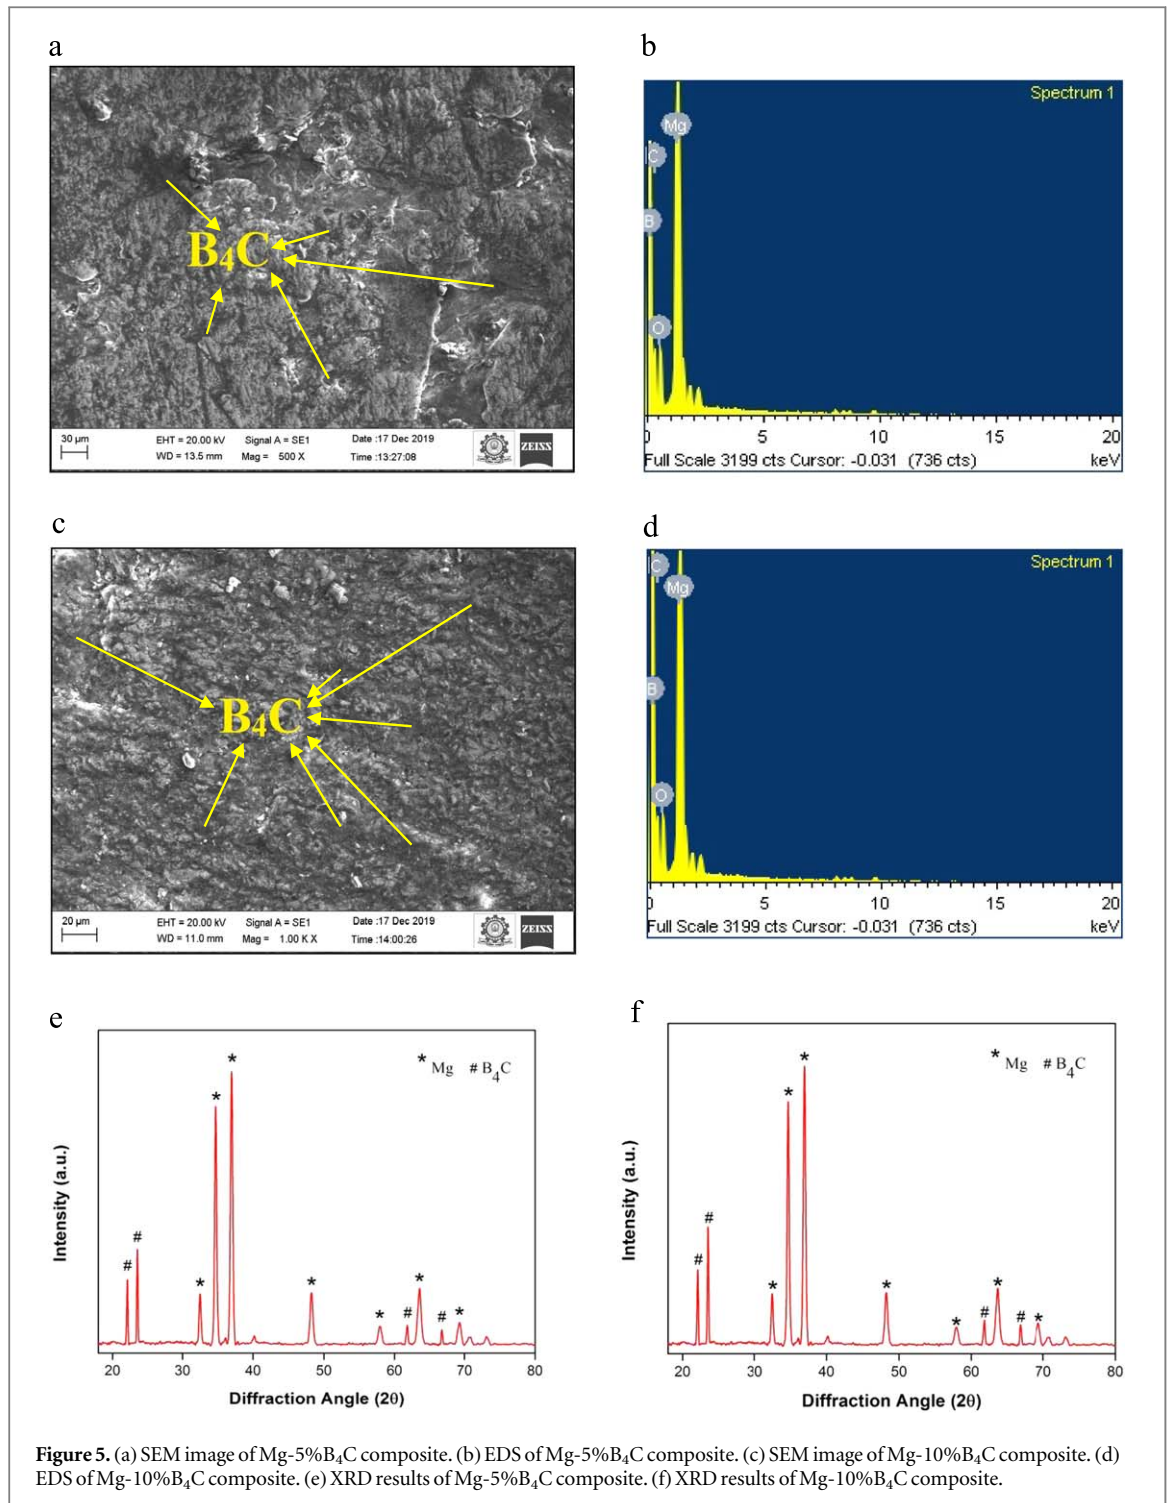 a
b
B₄C
30 µm
EHT = 20.00 kV Signal A = SE1 Date :17 Dec 2019
WD = 13.5 mm Mag = 500 X Time :13:27:08
ZEISS
Spectrum 1
Mg
C
B
O
0 5 10 15 20
Full Scale 3199 cts Cursor: -0.031 (736 cts) keV
c
d
B₄C
20 µm
EHT = 20.00 kV Signal A = SE1 Date :17 Dec 2019
WD = 11.0 mm Mag = 1.00 K X Time :14:00:26
ZEISS
Spectrum 1
C
Mg
B
O
0 5 10 15 20
Full Scale 3199 cts Cursor: -0.031 (736 cts) keV
e
f
* Mg # B₄C
# # * * * * * # * # *
Intensity (a.u.)
20 30 40 50 60 70 80
Diffraction Angle (2θ)
* Mg # B₄C
# # * * * * * # * # *
Intensity (a.u.)
20 30 40 50 60 70 80
Diffraction Angle (2θ)
Figure 5. (a) SEM image of Mg-5%B₄C composite. (b) EDS of Mg-5%B₄C composite. (c) SEM image of Mg-10%B₄C composite. (d)
EDS of Mg-10%B₄C composite. (e) XRD results of Mg-5%B₄C composite. (f) XRD results of Mg-10%B₄C composite.